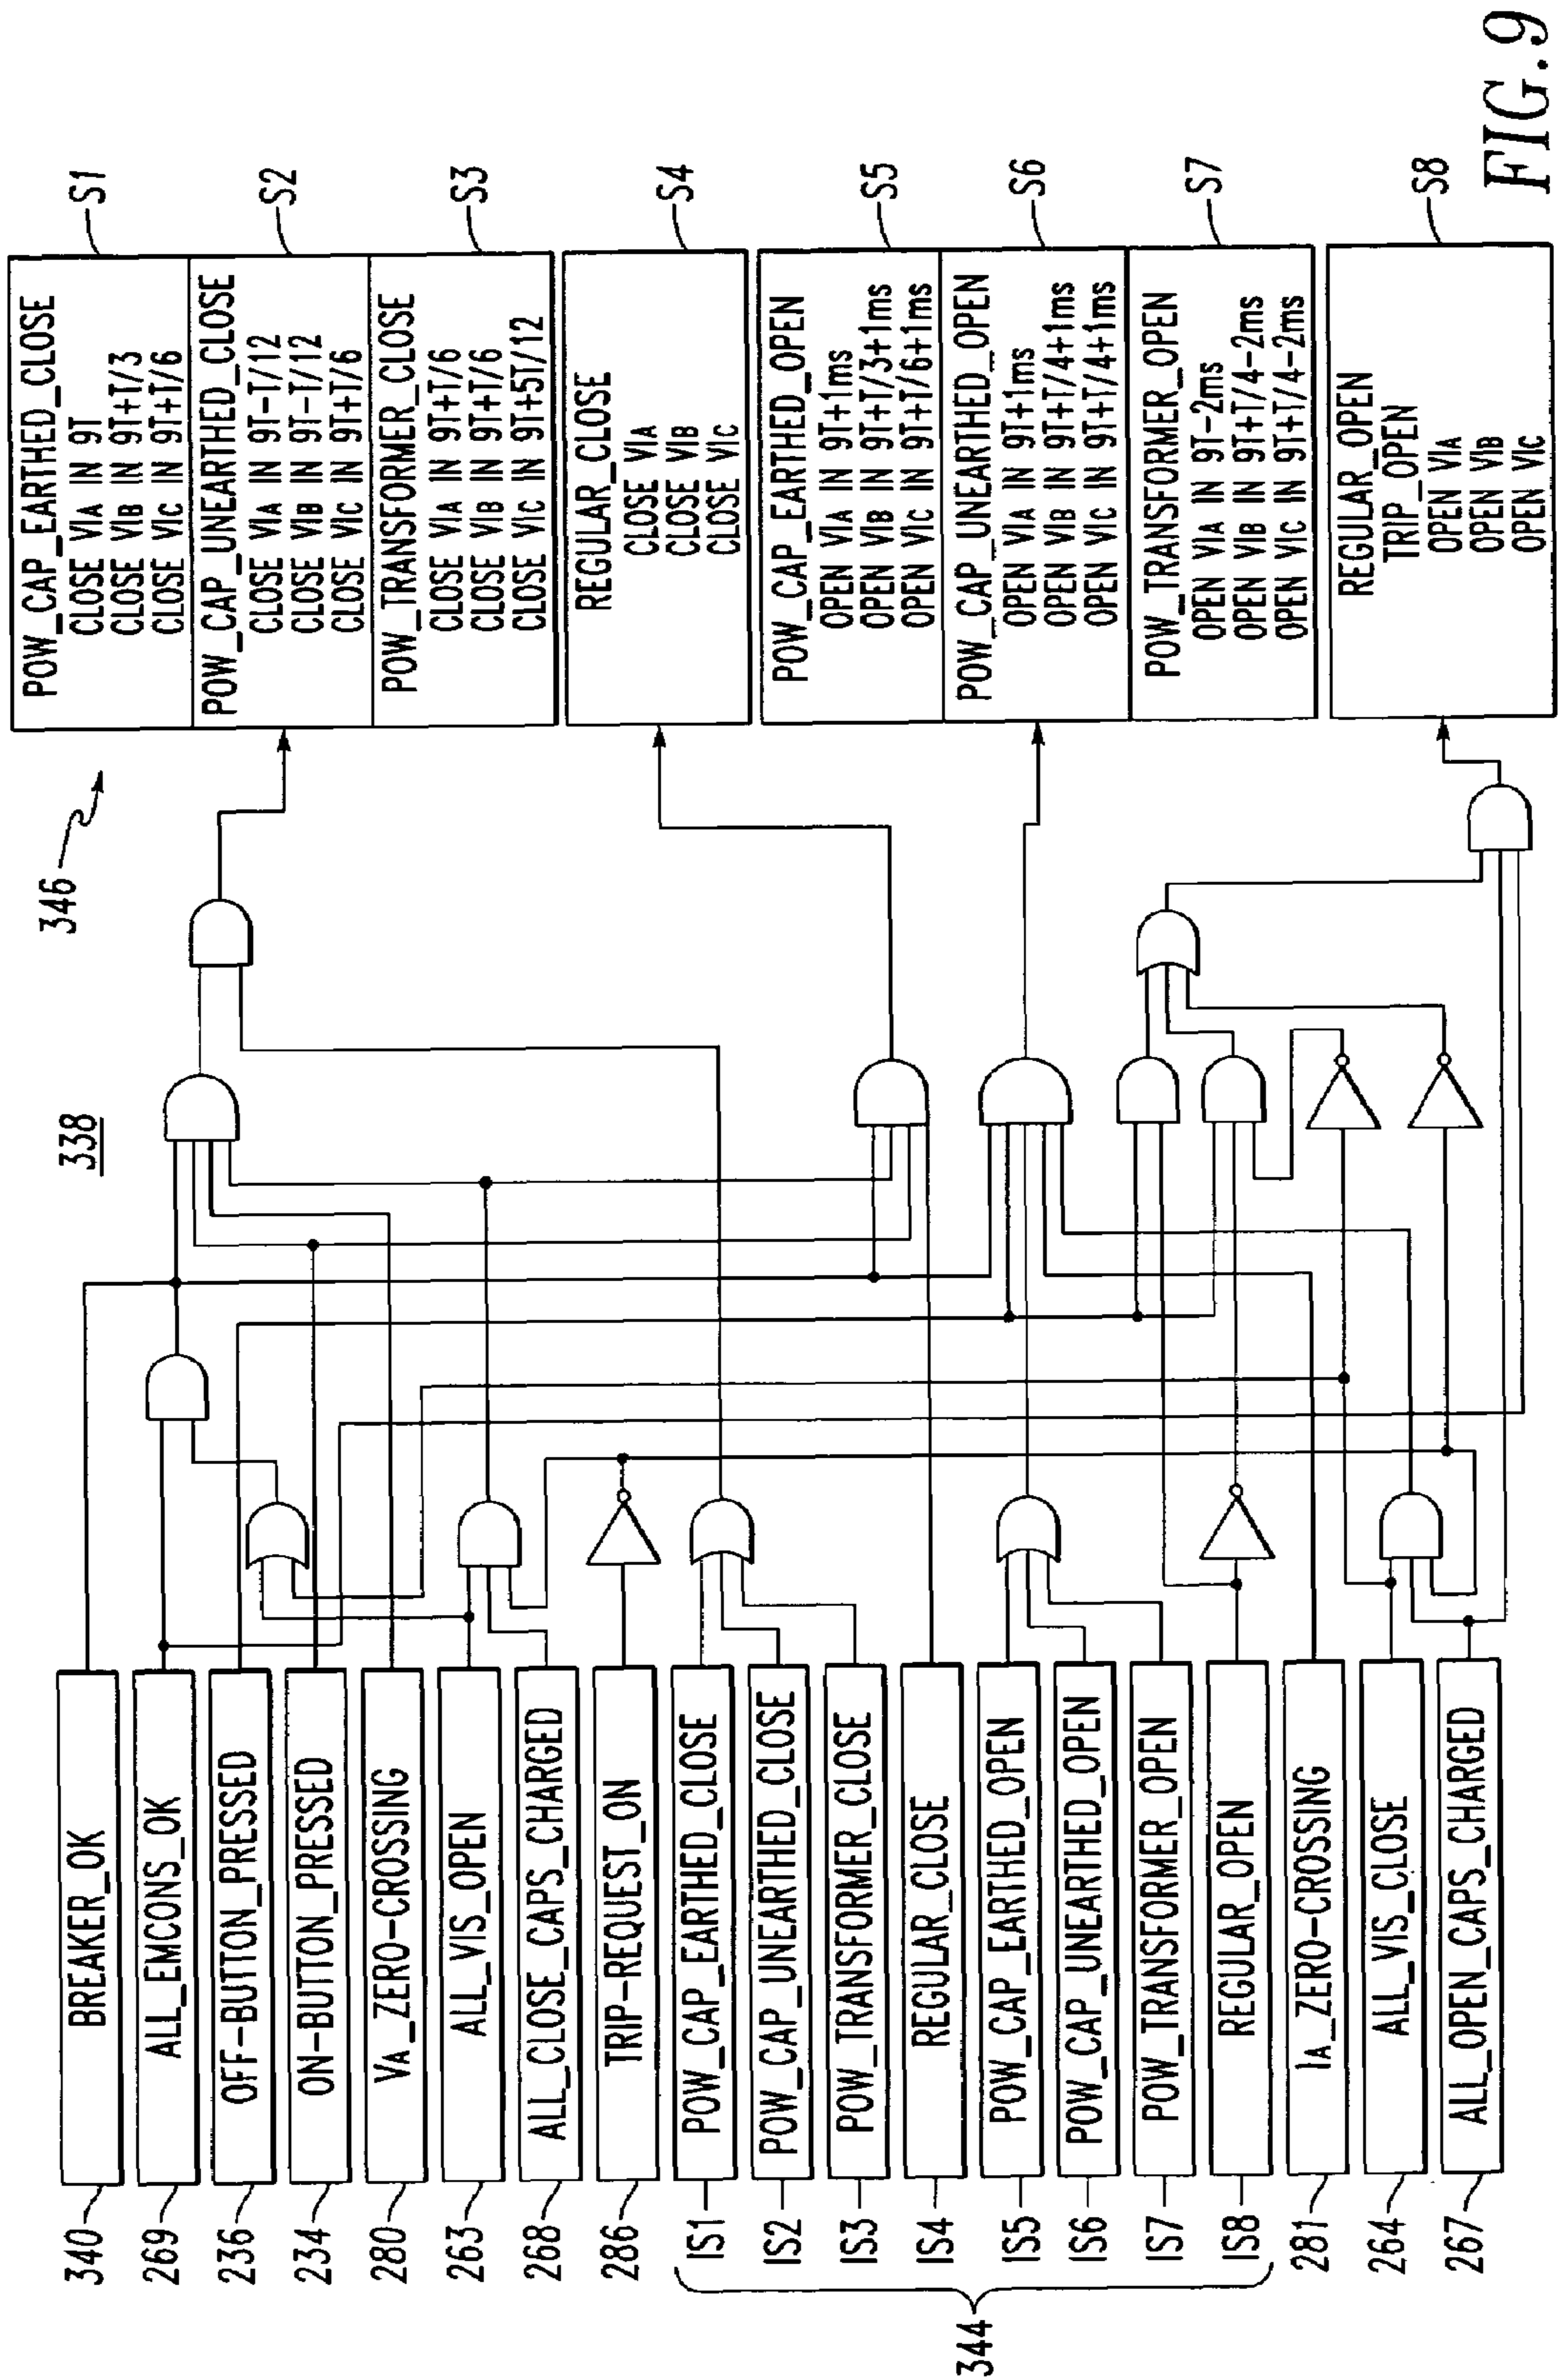 338
346
340
BREAKER_OK
269
ALL_EMCONS_OK
236
OFF-BUTTON_PRESSED
234
ON-BUTTON_PRESSED
280
VA_ZERO-CROSSING
263
ALL_VIS_OPEN
268
ALL_CLOSE_CAPS_CHARGED
286
TRIP-REQUEST_ON
344
IS1
POW_CAP_EARTHED_CLOSE
IS2
POW_CAP_UNEARTHED_CLOSE
IS3
POW_TRANSFORMER_CLOSE
IS4
REGULAR_CLOSE
IS5
POW_CAP_EARTHED_OPEN
IS6
POW_CAP_UNEARTHED_OPEN
IS7
POW_TRANSFORMER_OPEN
IS8
REGULAR_OPEN
281
IA_ZERO-CROSSING
264
ALL_VIS_CLOSE
267
ALL_OPEN_CAPS_CHARGED
POW_CAP_EARTHED_CLOSE
CLOSE VIA IN 9T
CLOSE VIB IN 9T+T/3
CLOSE VIC IN 9T+T/6
S1
POW_CAP_UNEARTHED_CLOSE
CLOSE VIA IN 9T-T/12
CLOSE VIB IN 9T-T/12
CLOSE VIC IN 9T+T/6
S2
POW_TRANSFORMER_CLOSE
CLOSE VIA IN 9T+T/6
CLOSE VIB IN 9T+T/6
CLOSE VIC IN 9T+5T/12
S3
REGULAR_CLOSE
CLOSE VIA
CLOSE VIB
CLOSE VIC
S4
POW_CAP_EARTHED_OPEN
OPEN VIA IN 9T+1ms
OPEN VIB IN 9T+T/3+1ms
OPEN VIC IN 9T+T/6+1ms
S5
POW_CAP_UNEARTHED_OPEN
OPEN VIA IN 9T+1ms
OPEN VIB IN 9T+T/4+1ms
OPEN VIC IN 9T+T/4+1ms
S6
POW_TRANSFORMER_OPEN
OPEN VIA IN 9T-2ms
OPEN VIB IN 9T+T/4-2ms
OPEN VIC IN 9T+T/4-2ms
S7
REGULAR_OPEN
TRIP_OPEN
OPEN VIA
OPEN VIB
OPEN VIC
S8
FIG.9